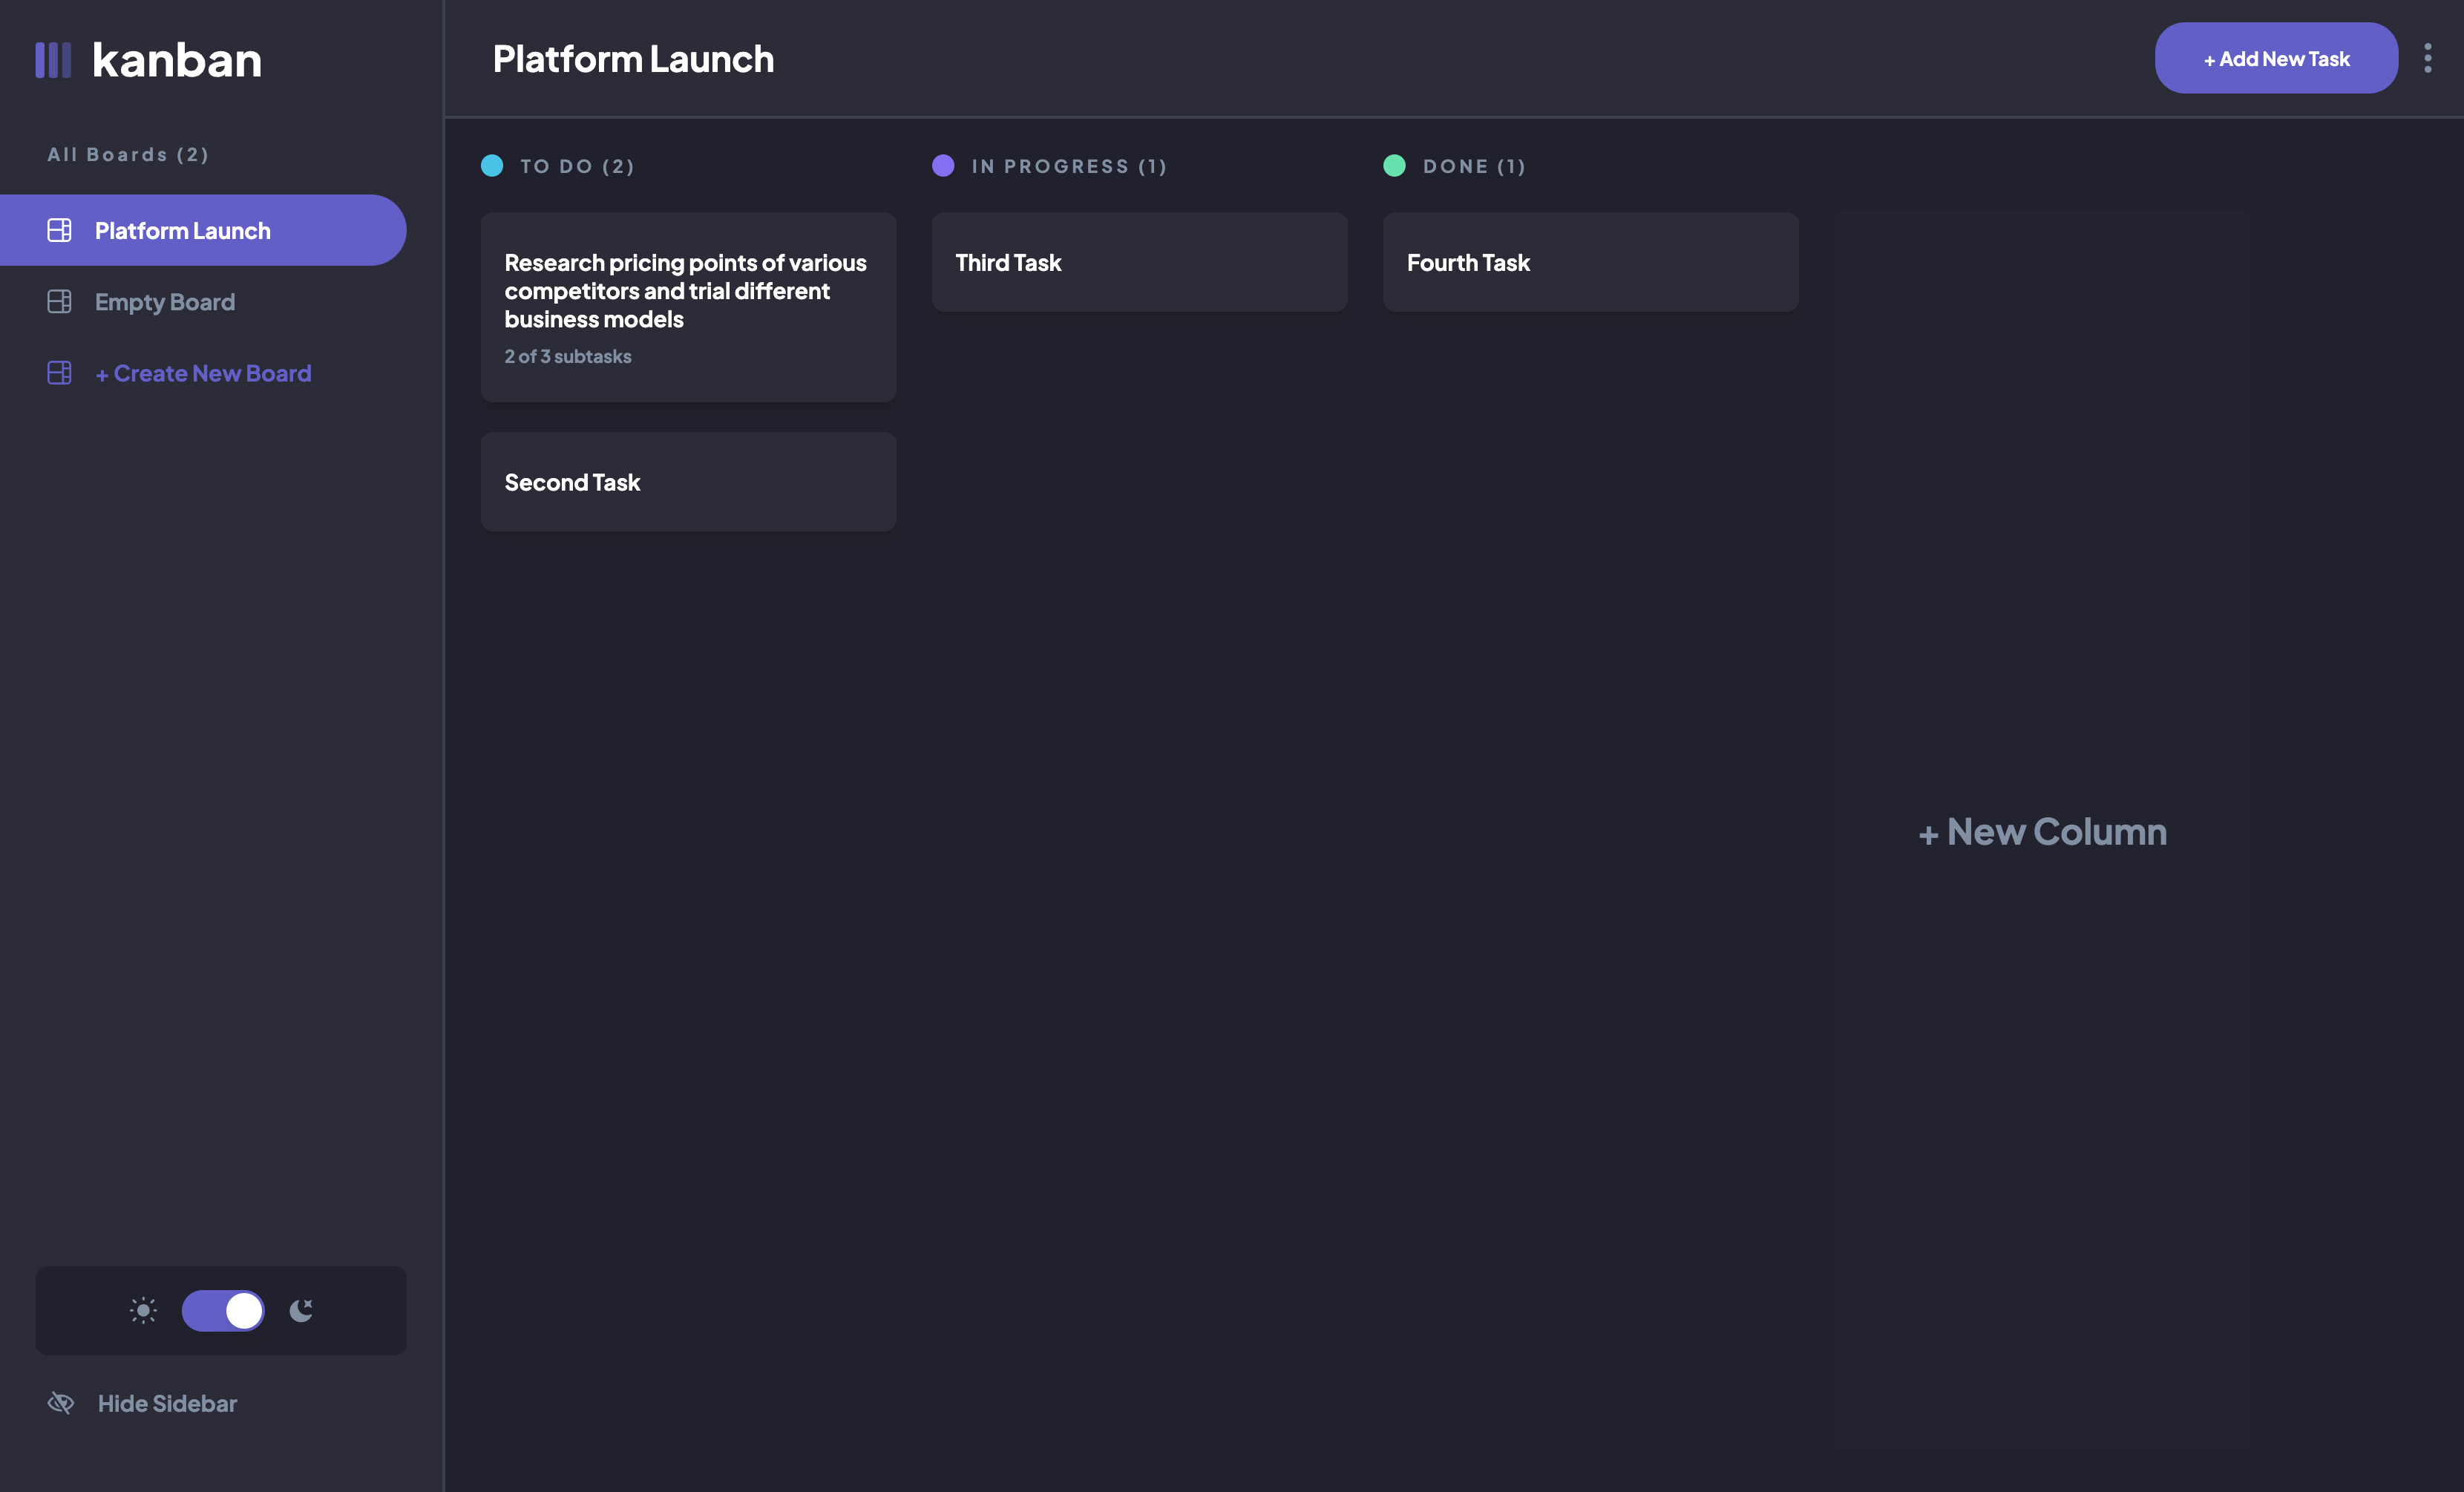 kanban
All Boards (2)
Platform Launch
Empty Board
+ Create New Board
Hide Sidebar
Platform Launch
+ Add New Task
TO DO (2)
Research pricing points of various
competitors and trial different
business models
2 of 3 subtasks
Second Task
IN PROGRESS (1)
Third Task
DONE (1)
Fourth Task
+ New Column